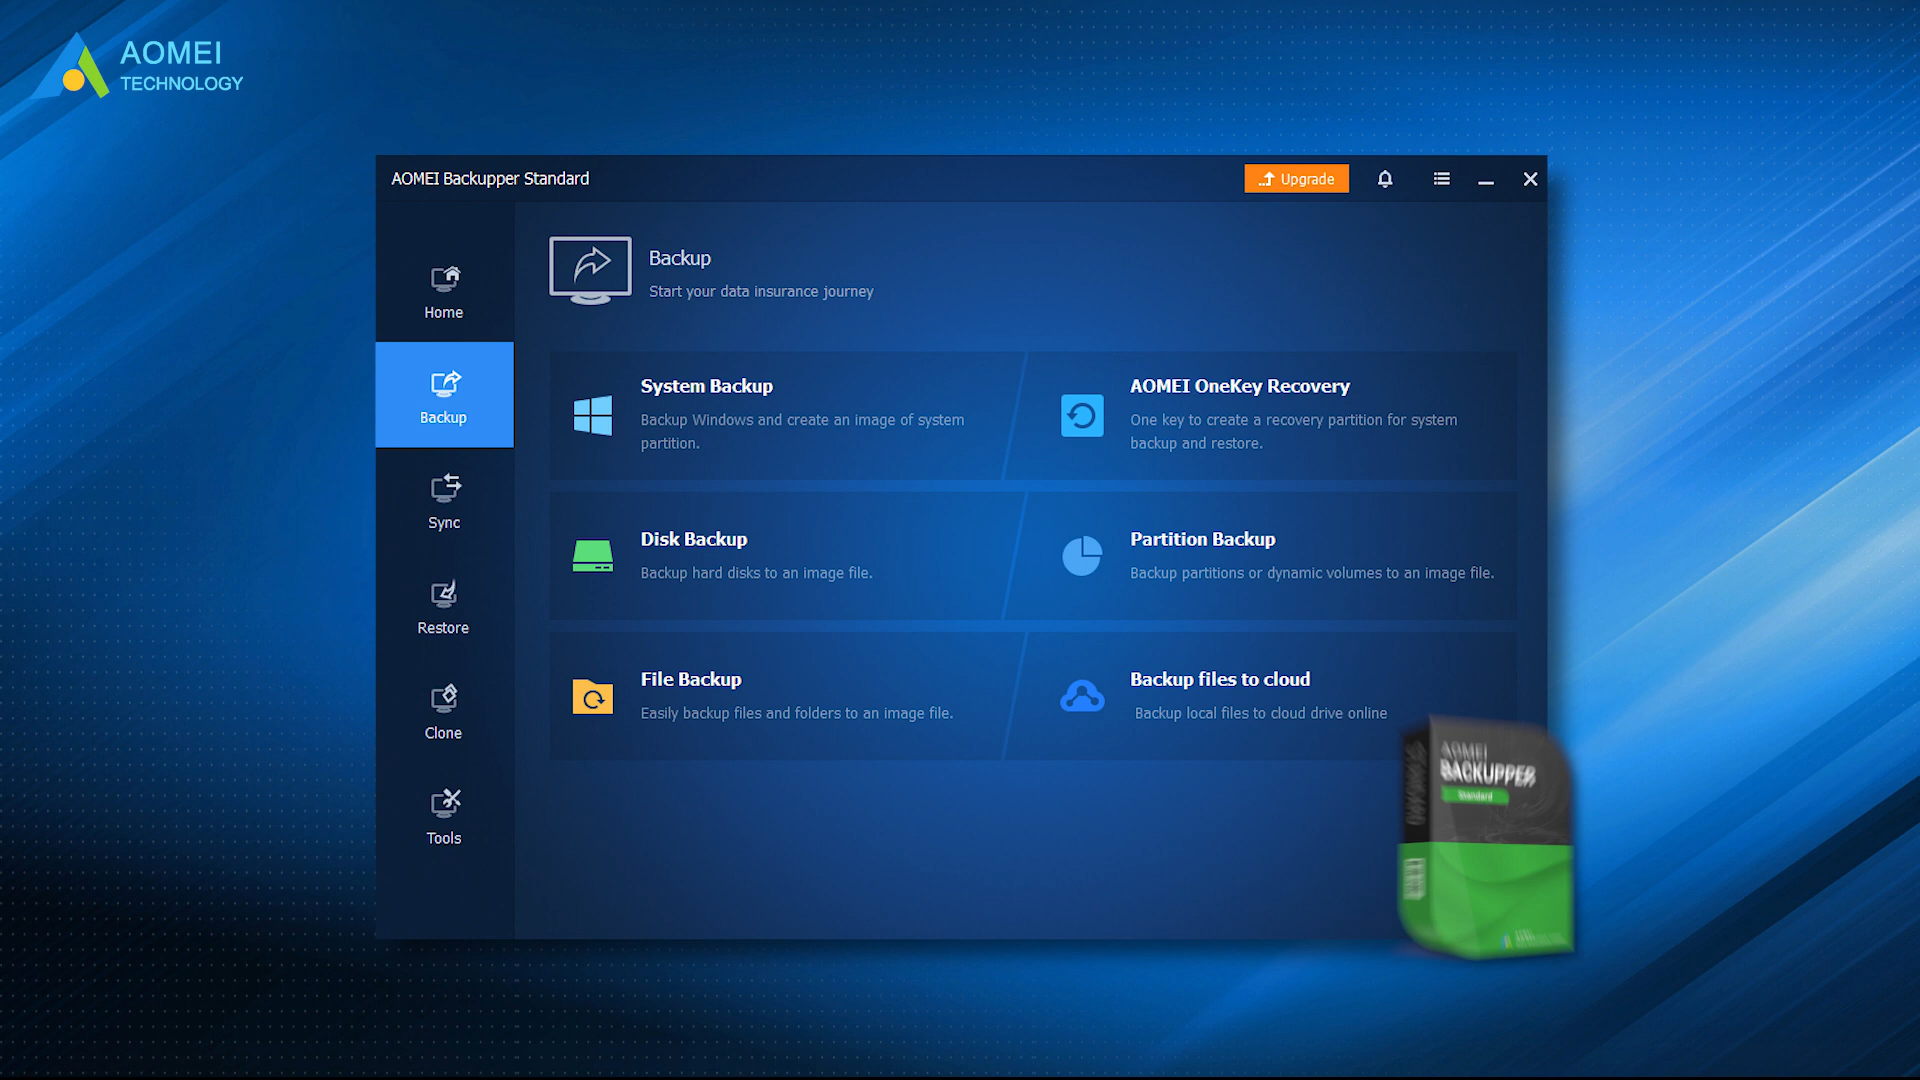 AOMEI
TECHNOLOGY
AOMEI Backupper Standard
Upgrade
Home
Backup
Sync
Restore
Clone
Tools
Backup
Start your data insurance journey
System Backup
Backup Windows and create an image of system
partition.
AOMEI OneKey Recovery
One key to create a recovery partition for system
backup and restore.
Disk Backup
Backup hard disks to an image file.
Partition Backup
Backup partitions or dynamic volumes to an image file.
File Backup
Easily backup files and folders to an image file.
Backup files to cloud
Backup local files to cloud drive online
AOMEI
BACKUPPER
Standard